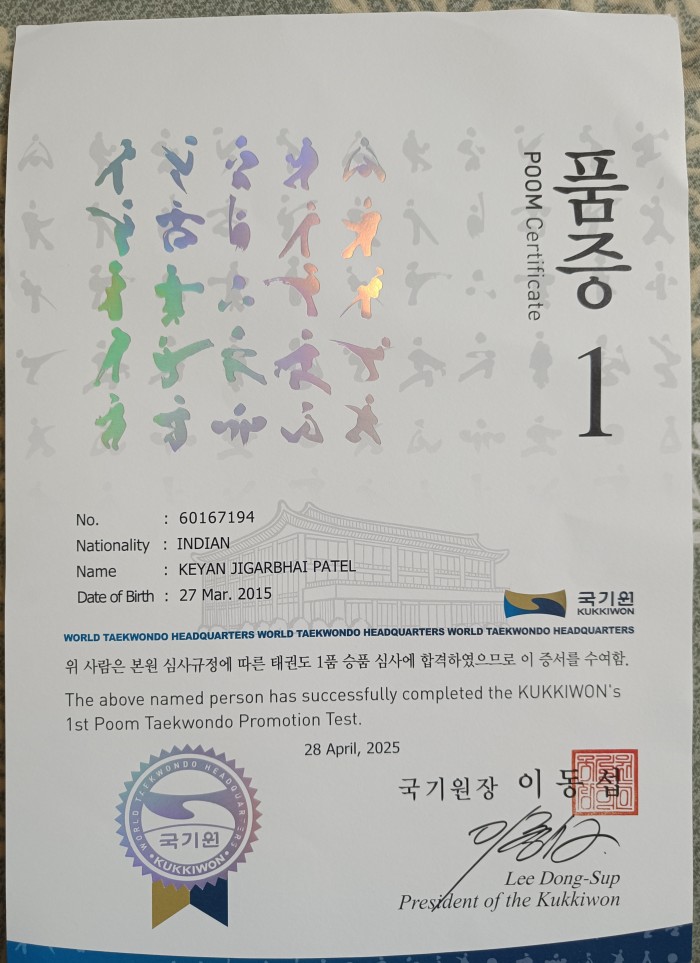 품증 1
POOM Certificate
No. : 60167194
Nationality : INDIAN
Name : KEYAN JIGARBHAI PATEL
Date of Birth : 27 Mar. 2015
국기원
KUKKIWON
WORLD TAEKWONDO HEADQUARTERS WORLD TAEKWONDO HEADQUARTERS WORLD TAEKWONDO HEADQUARTERS
위 사람은 본원 심사규정에 따른 태권도 1품 승품 심사에 합격하였으므로 이 증서를 수여함.
The above named person has successfully completed the KUKKIWON's
1st Poom Taekwondo Promotion Test.
28 April, 2025
WORLD TAEKWONDO HEADQUARTERS
국기원
·KUKKIWON·
국기원장 이동섭
Lee Dong-Sup
President of the Kukkiwon